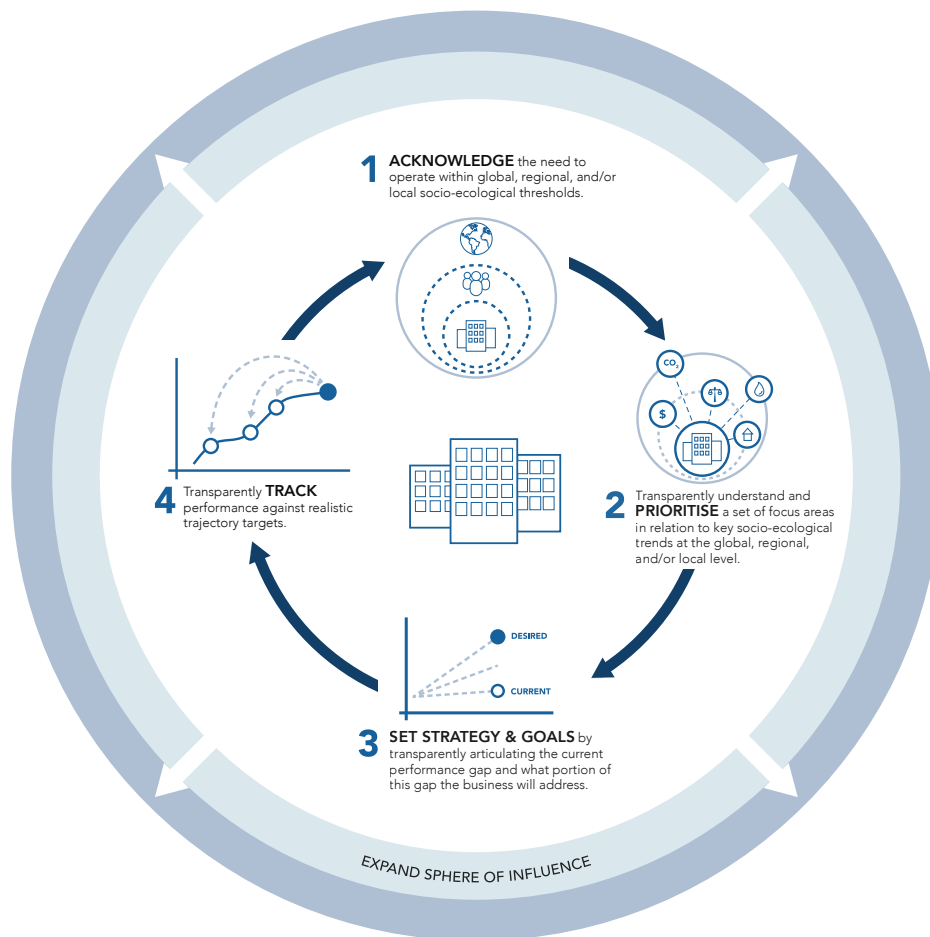 1 ACKNOWLEDGE the need to
operate within global, regional, and/or
local socio-ecological thresholds.
CO₂
$
2 Transparently understand and
PRIORITISE a set of focus areas
in relation to key socio-ecological
trends at the global, regional,
and/or local level.
DESIRED
CURRENT
3 SET STRATEGY & GOALS by
transparently articulating the current
performance gap and what portion of
this gap the business will address.
4 Transparently TRACK
performance against realistic
trajectory targets.
EXPAND SPHERE OF INFLUENCE